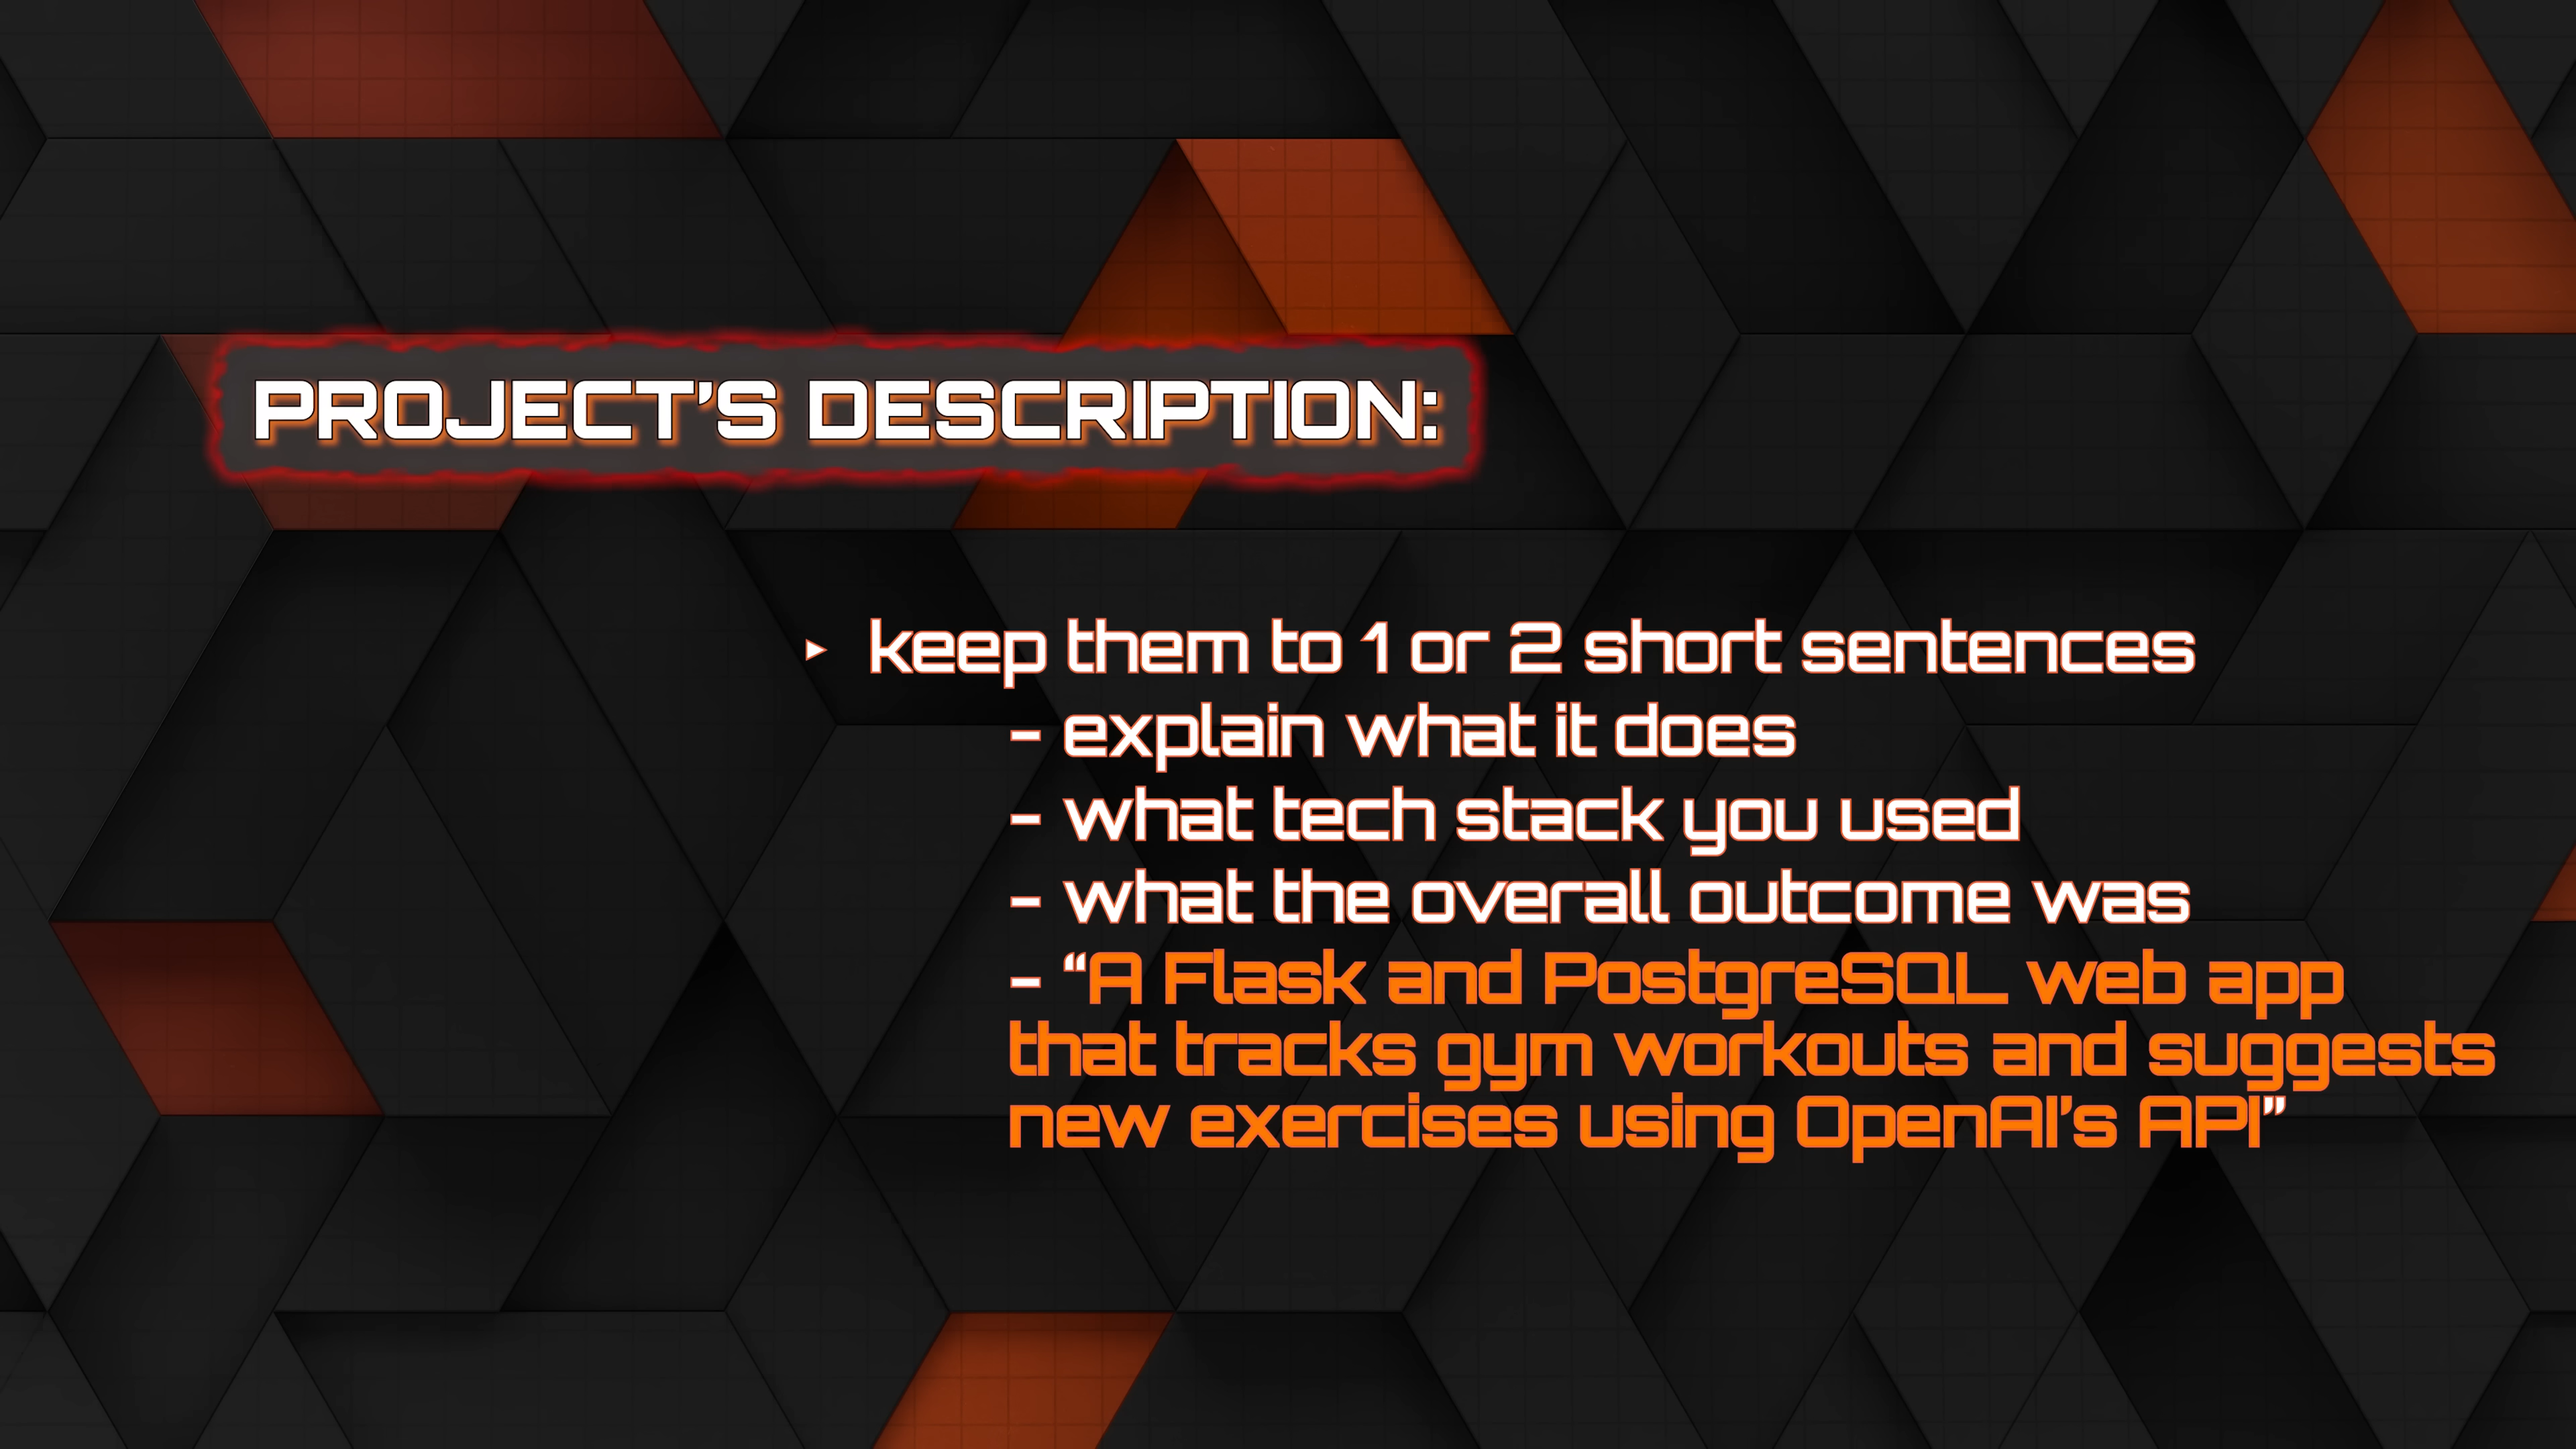 PROJECT’S DESCRIPTION:
‣ keep them to 1 or 2 short sentences
- explain what it does
- what tech stack you used
- what the overall outcome was
- “A Flask and PostgreSQL web app
that tracks gym workouts and suggests
new exercises using OpenAI’s API”